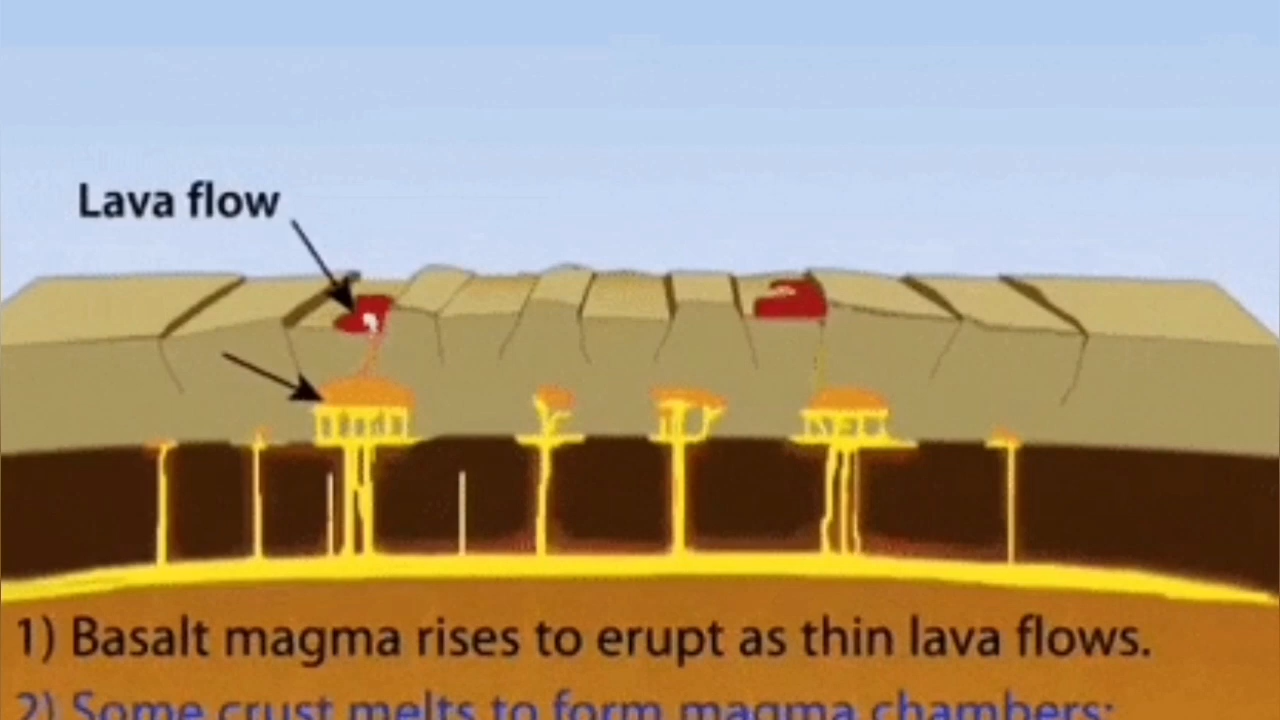 Lava flow
1) Basalt magma rises to erupt as thin lava flows.
2) Some crust melts to form magma chambers;